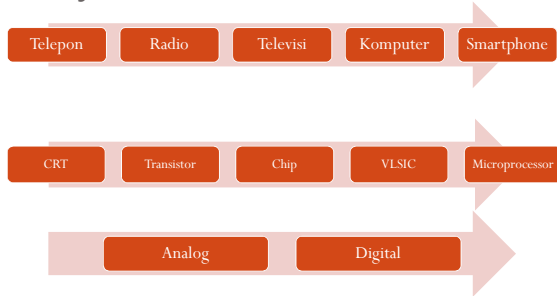 Telepon Radio Televisi Komputer Smartphone
CRT Transistor Chip VLSIC Microprocessor
Analog Digital